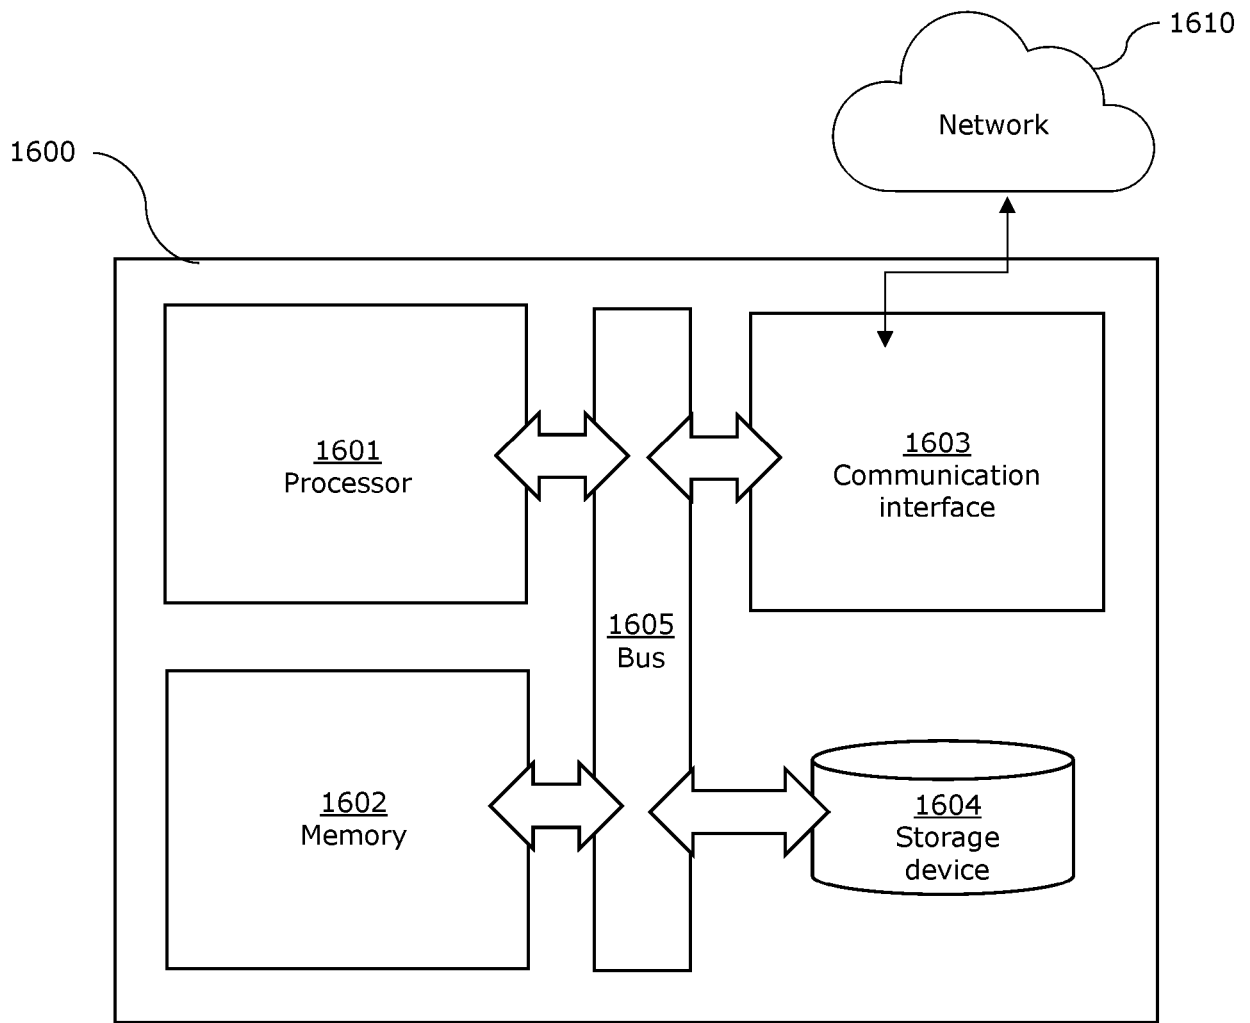 1610
Network
1600
1601
Processor
1603
Communication
interface
1605
Bus
1602
Memory
1604
Storage
device